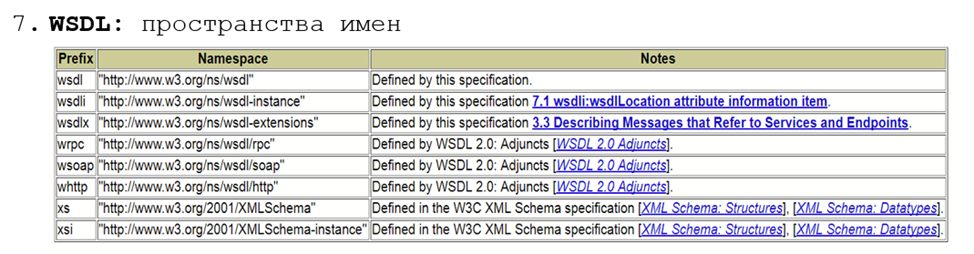 7. WSDL: пространства имен
Prefix Namespace Notes
wsdl "http://www.w3.org/ns/wsdl" Defined by this specification.
wsdli "http://www.w3.org/ns/wsdl-instance" Defined by this specification 7.1 wsdli:wsdlLocation attribute information item.
wsdlx "http://www.w3.org/ns/wsdl-extensions" Defined by this specification 3.3 Describing Messages that Refer to Services and Endpoints.
wrpc "http://www.w3.org/ns/wsdl/rpc" Defined by WSDL 2.0: Adjuncts [WSDL 2.0 Adjuncts].
wsoap "http://www.w3.org/ns/wsdl/soap" Defined by WSDL 2.0: Adjuncts [WSDL 2.0 Adjuncts].
whttp "http://www.w3.org/ns/wsdl/http" Defined by WSDL 2.0: Adjuncts [WSDL 2.0 Adjuncts].
xs "http://www.w3.org/2001/XMLSchema" Defined in the W3C XML Schema specification [XML Schema: Structures], [XML Schema: Datatypes].
xsi "http://www.w3.org/2001/XMLSchema-instance" Defined in the W3C XML Schema specification [XML Schema: Structures], [XML Schema: Datatypes].